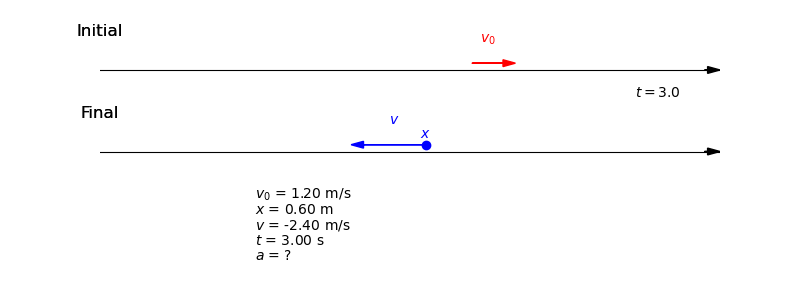 Initial
v₀
t = 3.0
Final
v
x
v₀ = 1.20 m/s
x = 0.60 m
v = -2.40 m/s
t = 3.00 s
a = ?